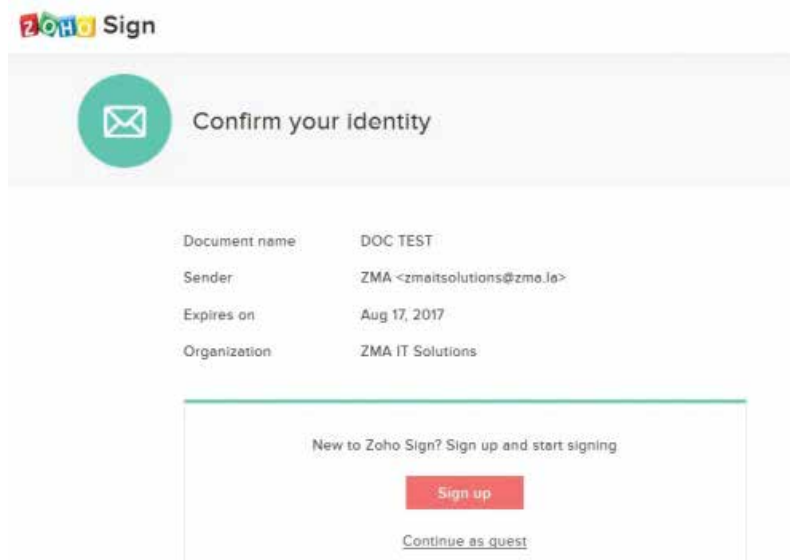 ZOHO Sign
Confirm your identity
Document name DOC TEST
Sender ZMA <zmaitsolutions@zma.la>
Expires on Aug 17, 2017
Organization ZMA IT Solutions
New to Zoho Sign? Sign up and start signing
Sign up
Continue as guest